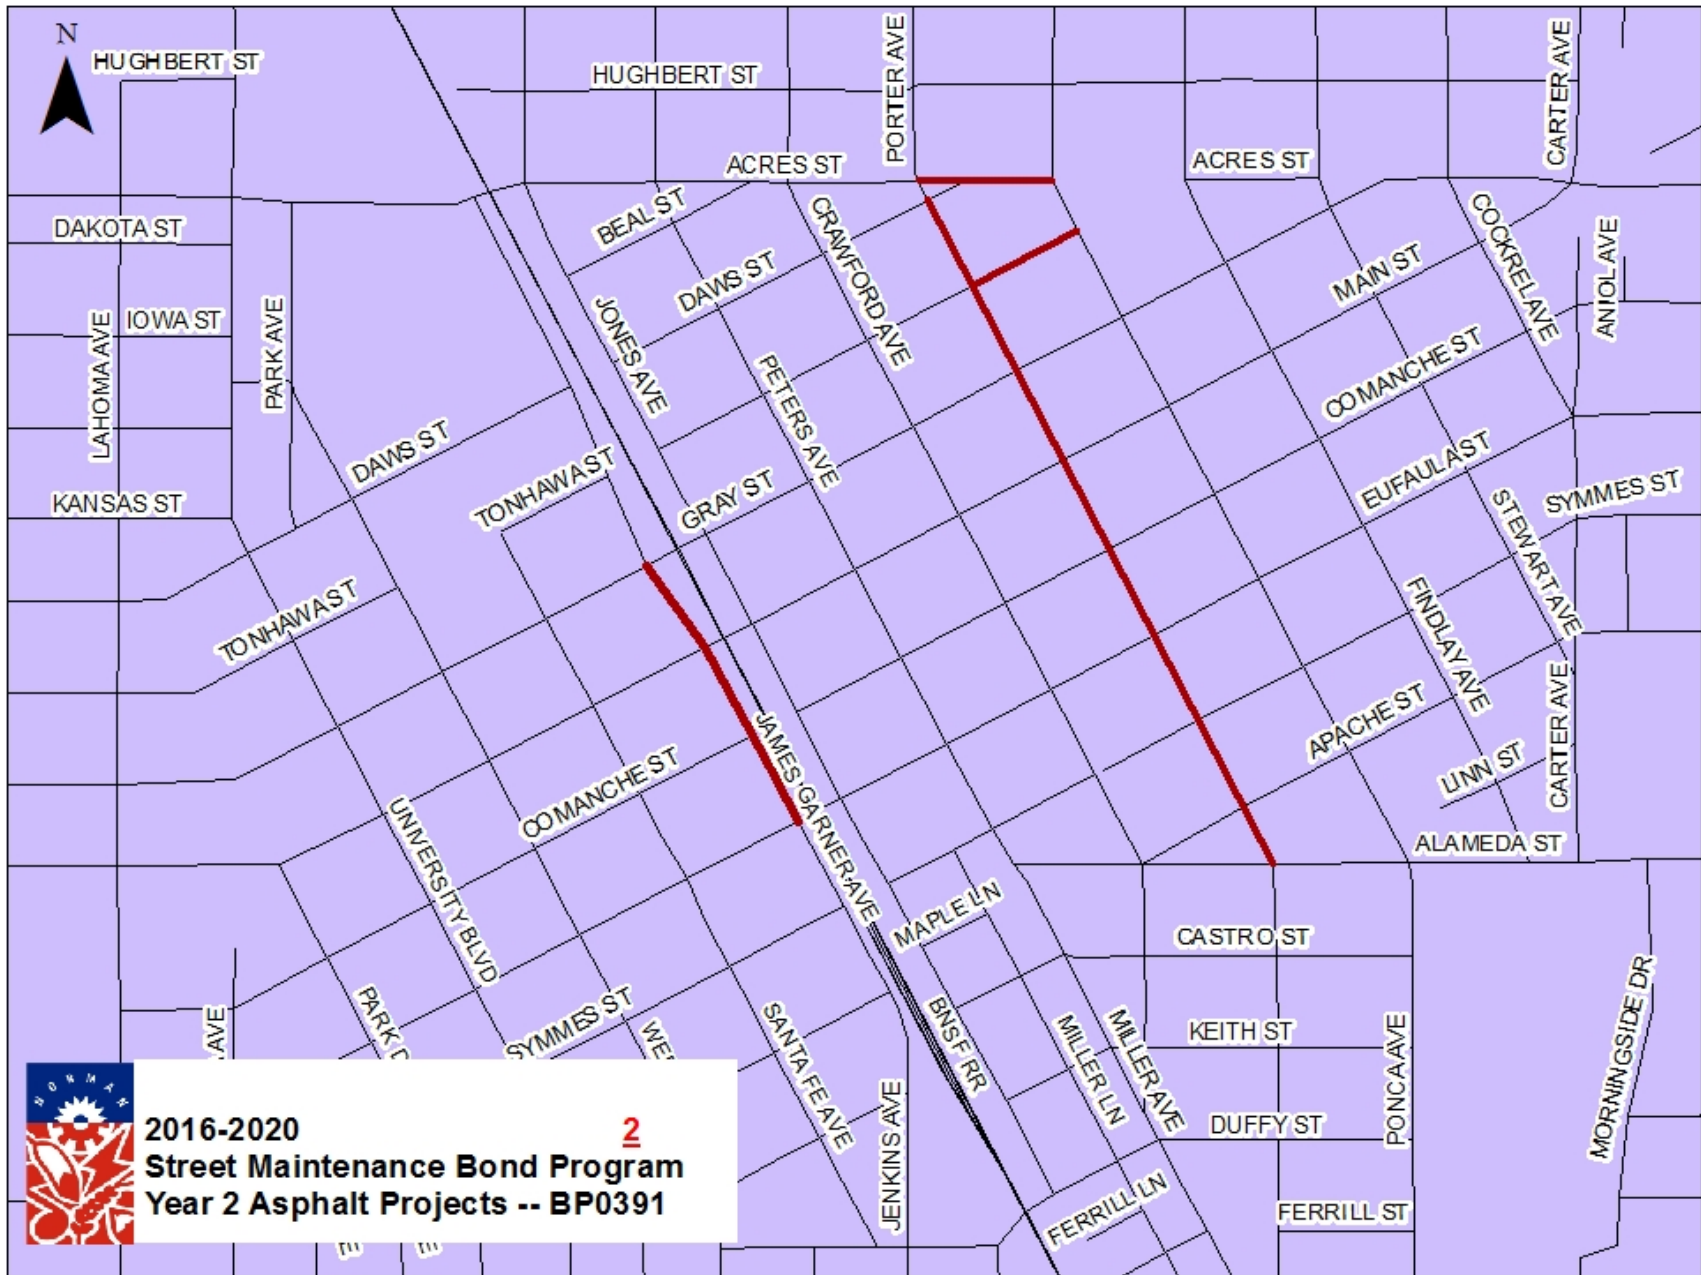 N
HUGHBERT ST
HUGHBERT ST
PORTER AVE
CARTER AVE
ACRES ST
ACRES ST
BEAL ST
DAKOTA ST
CRAWFORD AVE
COCKREL AVE
ANIOL AVE
DAWS ST
MAIN ST
IOWA ST
LAHOMA AVE
PARK AVE
JONES AVE
PETERS AVE
COMANCHE ST
DAWS ST
TONHAWA ST
GRAY ST
EUFAULA ST
SYMMES ST
KANSAS ST
STEWART AVE
TONHAWA ST
FINDLAY AVE
CARTER AVE
APACHE ST
LINN ST
JAMES GARNER AVE
COMANCHE ST
UNIVERSITY BLVD
ALAMEDA ST
MAPLE LN
CASTRO ST
MORNINGSIDE DR
AVE
PARK
SYMMES ST
SANTA FE AVE
BNSF RR
MILLER LN
MILLER AVE
KEITH ST
PONCA AVE
JENKINS AVE
DUFFY ST
FERRILL LN
FERRILL ST
NORMAN
2016-2020 2
Street Maintenance Bond Program
Year 2 Asphalt Projects -- BP0391